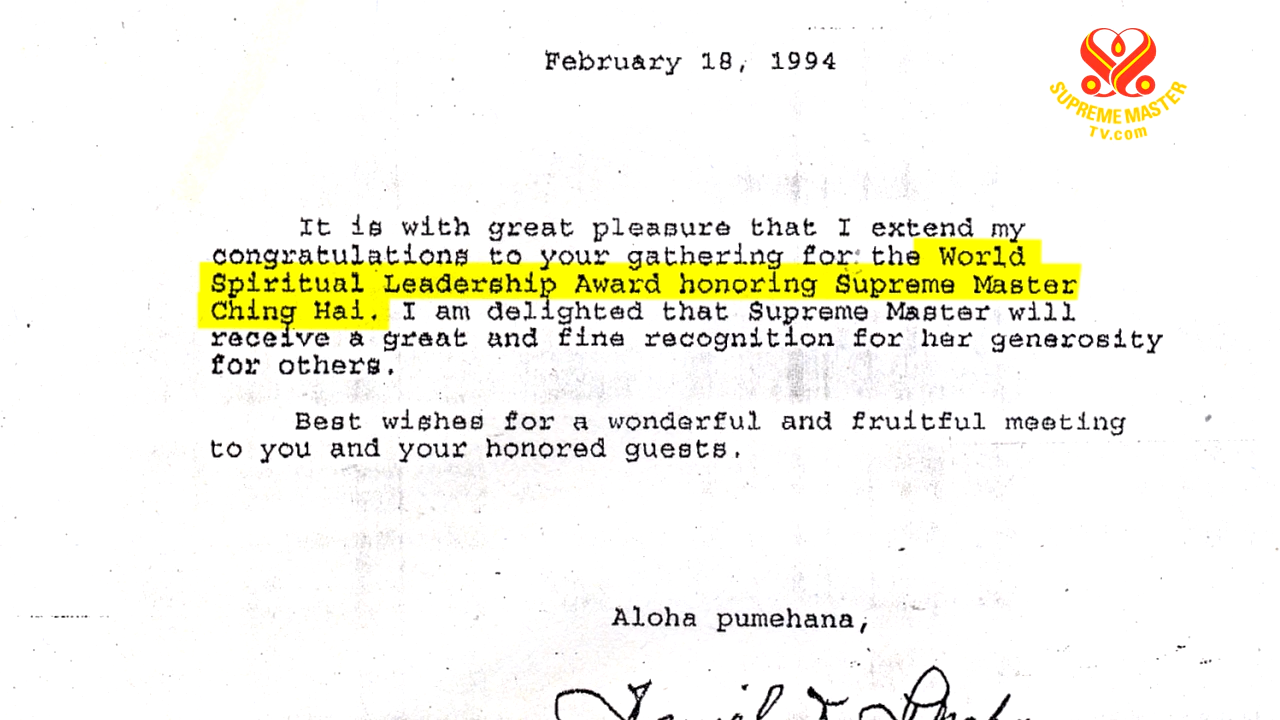 February 18, 1994
SUPREME MASTER
TV.com
It is with great pleasure that I extend my
congratulations to your gathering for the World
Spiritual Leadership Award honoring Supreme Master
Ching Hai. I am delighted that Supreme Master will
receive a great and fine recognition for her generosity
for others.
Best wishes for a wonderful and fruitful meeting
to you and your honored guests.
Aloha pumehana,